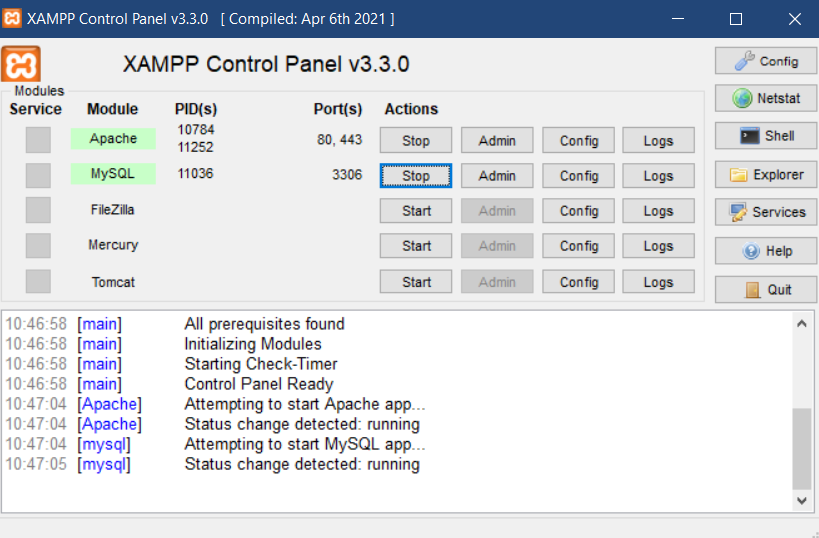 XAMPP Control Panel v3.3.0 [ Compiled: Apr 6th 2021 ]
XAMPP Control Panel v3.3.0
Config
Modules
Service Module PID(s) Port(s) Actions
Netstat
Apache 10784 11252 80, 443 Stop Admin Config Logs
Shell
MySQL 11036 3306 Stop Admin Config Logs
Explorer
FileZilla Start Admin Config Logs
Services
Mercury Start Admin Config Logs
Help
Tomcat Start Admin Config Logs
Quit
10:46:58 [main] All prerequisites found
10:46:58 [main] Initializing Modules
10:46:58 [main] Starting Check-Timer
10:46:58 [main] Control Panel Ready
10:47:04 [Apache] Attempting to start Apache app...
10:47:04 [Apache] Status change detected: running
10:47:04 [mysql] Attempting to start MySQL app...
10:47:05 [mysql] Status change detected: running